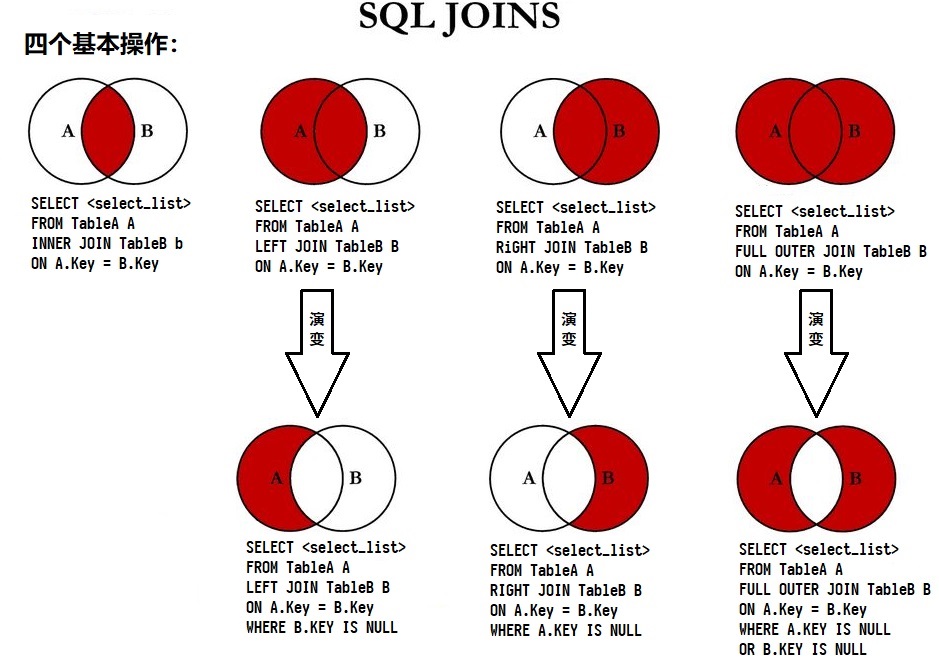 SQL JOINS
四个基本操作：
A B
SELECT <select_list>
FROM TableA A
INNER JOIN TableB b
ON A.Key = B.Key
A B
SELECT <select_list>
FROM TableA A
LEFT JOIN TableB B
ON A.Key = B.Key
A B
SELECT <select_list>
FROM TableA A
RiGHT JOIN TableB B
ON A.Key = B.Key
A B
SELECT <select_list>
FROM TableA A
FULL OUTER JOIN TableB B
ON A.Key = B.Key
演
变
演
变
演
变
A B
SELECT <select_list>
FROM TableA A
LEFT JOIN TableB B
ON A.Key = B.Key
WHERE B.KEY IS NULL
A B
SELECT <select_list>
FROM TableA A
RIGHT JOIN TableB B
ON A.Key = B.Key
WHERE A.KEY IS NULL
A B
SELECT <select_list>
FROM TableA A
FULL OUTER JOIN TableB B
ON A.Key = B.Key
WHERE A.KEY IS NULL
OR B.KEY IS NULL